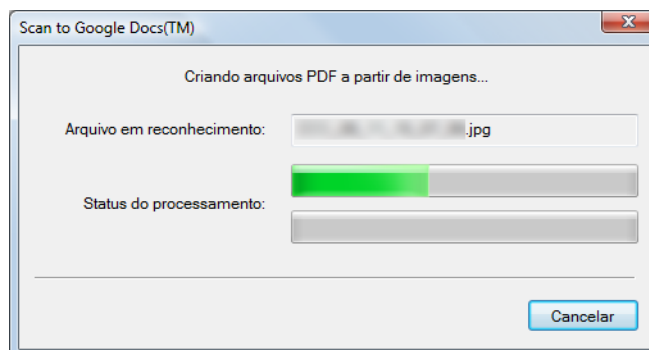 Scan to Google Docs(TM)
Criando arquivos PDF a partir de imagens...
Arquivo em reconhecimento:
.jpg
Status do processamento:
Cancelar